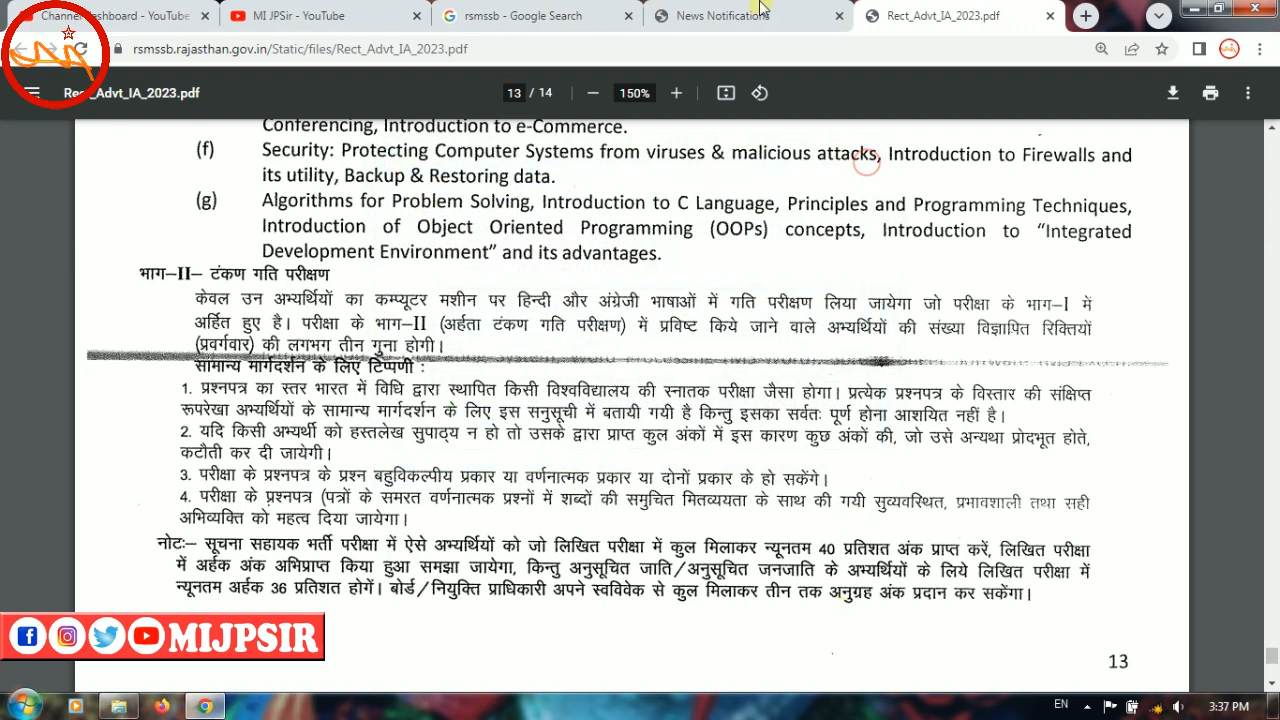 Channel dashboard - YouTube
MI JPSir - YouTube
rsmssb - Google Search
News Notifications
Rect_Advt_IA_2023.pdf
rsmssb.rajasthan.gov.in/Static/files/Rect_Advt_IA_2023.pdf
Rect_Advt_IA_2023.pdf
13 / 14
150%
Conferencing, Introduction to e-Commerce.
(f) Security: Protecting Computer Systems from viruses & malicious attacks, Introduction to Firewalls and
its utility, Backup & Restoring data.
(g) Algorithms for Problem Solving, Introduction to C Language, Principles and Programming Techniques,
Introduction of Object Oriented Programming (OOPs) concepts, Introduction to “Integrated
Development Environment” and its advantages.
भाग–II– टंकण गति परीक्षण
केवल उन अभ्यर्थियों का कम्प्यूटर मशीन पर हिन्दी और अंग्रेजी भाषाओं में गति परीक्षण लिया जायेगा जो परीक्षा के भाग–I में
अर्हित हुए है। परीक्षा के भाग–II (अर्हता टंकण गति परीक्षण) में प्रविष्ट किये जाने वाले अभ्यर्थियों की संख्या विज्ञापित रिक्तियों
(प्रवर्गवार) की लगभग तीन गुना होगी।
सामान्य मार्गदर्शन के लिए टिप्पणी :
1. प्रश्नपत्र का स्तर भारत में विधि द्वारा स्थापित किसी विश्वविद्यालय की स्नातक परीक्षा जैसा होगा। प्रत्येक प्रश्नपत्र के विस्तार की संक्षिप्त
रूपरेखा अभ्यर्थियों के सामान्य मार्गदर्शन के लिए इस सनुसूची में बतायी गयी है किन्तु इसका सर्वतः पूर्ण होना आशयित नहीं है।
2. यदि किसी अभ्यर्थी को हस्तलेख सुपाठ्य न हो तो उसके द्वारा प्राप्त कुल अंकों में इस कारण कुछ अंकों की, जो उसे अन्यथा प्रोदभूत होते,
कटौती कर दी जायेगी।
3. परीक्षा के प्रश्नपत्र के प्रश्न बहुविकल्पीय प्रकार या वर्णनात्मक प्रकार या दोनों प्रकार के हो सकेंगे।
4. परीक्षा के प्रश्नपत्र (पत्रों के समरत वर्णनात्मक प्रश्नों में शब्दों की समुचित मितव्ययता के साथ की गयी सुव्यवस्थित, प्रभावशाली तथा सही
अभिव्यक्ति को महत्व दिया जायेगा।
नोटः– सूचना सहायक भर्ती परीक्षा में ऐसे अभ्यर्थियों को जो लिखित परीक्षा में कुल मिलाकर न्यूनतम 40 प्रतिशत अंक प्राप्त करें, लिखित परीक्षा
में अर्हक अंक अभिप्राप्त किया हुआ समझा जायेगा, किन्तु अनुसूचित जाति/अनुसूचित जनजाति के अभ्यर्थियों के लिये लिखित परीक्षा में
न्यूनतम अर्हक 36 प्रतिशत होगें। बोर्ड/नियुक्ति प्राधिकारी अपने स्वविवेक से कुल मिलाकर तीन तक अनुग्रह अंक प्रदान कर सकेंगा।
MIJPSIR
13
EN
3:37 PM